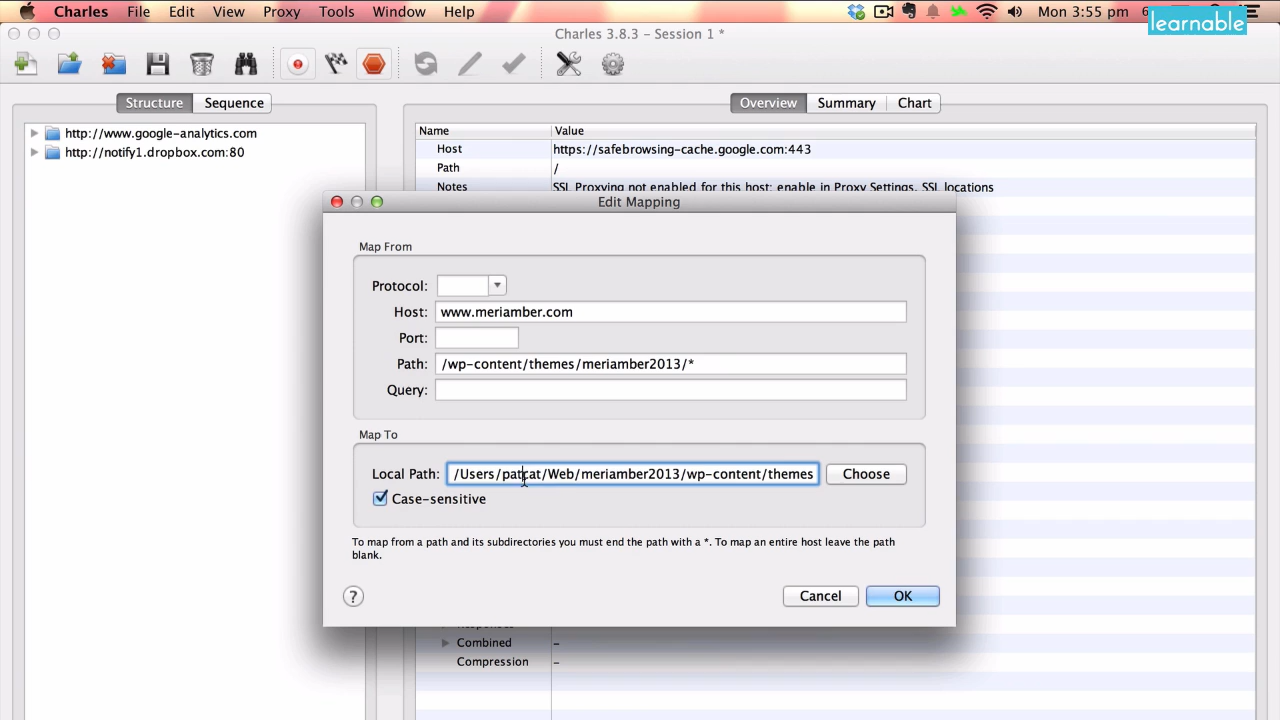 Charles File Edit View Proxy Tools Window Help Mon 3:55 pm
learnable
Charles 3.8.3 – Session 1 *
Structure Sequence
Overview Summary Chart
http://www.google-analytics.com
http://notify1.dropbox.com:80
Name Value
Host https://safebrowsing-cache.google.com:443
Path /
Notes SSL Proxying not enabled for this host: enable in Proxy Settings, SSL locations
Edit Mapping
Map From
Protocol:
Host: www.meriamber.com
Port:
Path: /wp-content/themes/meriamber2013/*
Query:
Map To
Local Path: /Users/patcat/Web/meriamber2013/wp-content/themes Choose
Case-sensitive
To map from a path and its subdirectories you must end the path with a *. To map an entire host leave the path
blank.
? Cancel OK
Combined –
Compression –